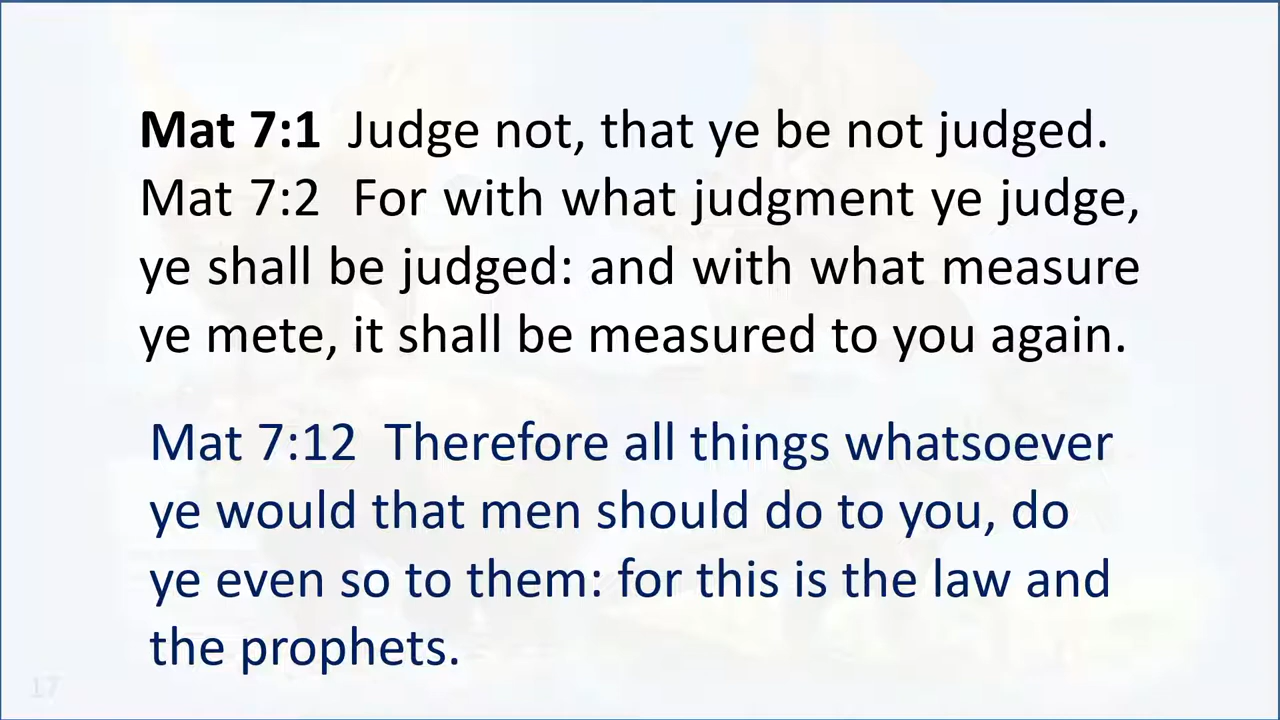 Mat 7:1  Judge not, that ye be not judged.
Mat 7:2  For with what judgment ye judge,
ye shall be judged: and with what measure
ye mete, it shall be measured to you again.
Mat 7:12  Therefore all things whatsoever
ye would that men should do to you, do
ye even so to them: for this is the law and
the prophets.
17